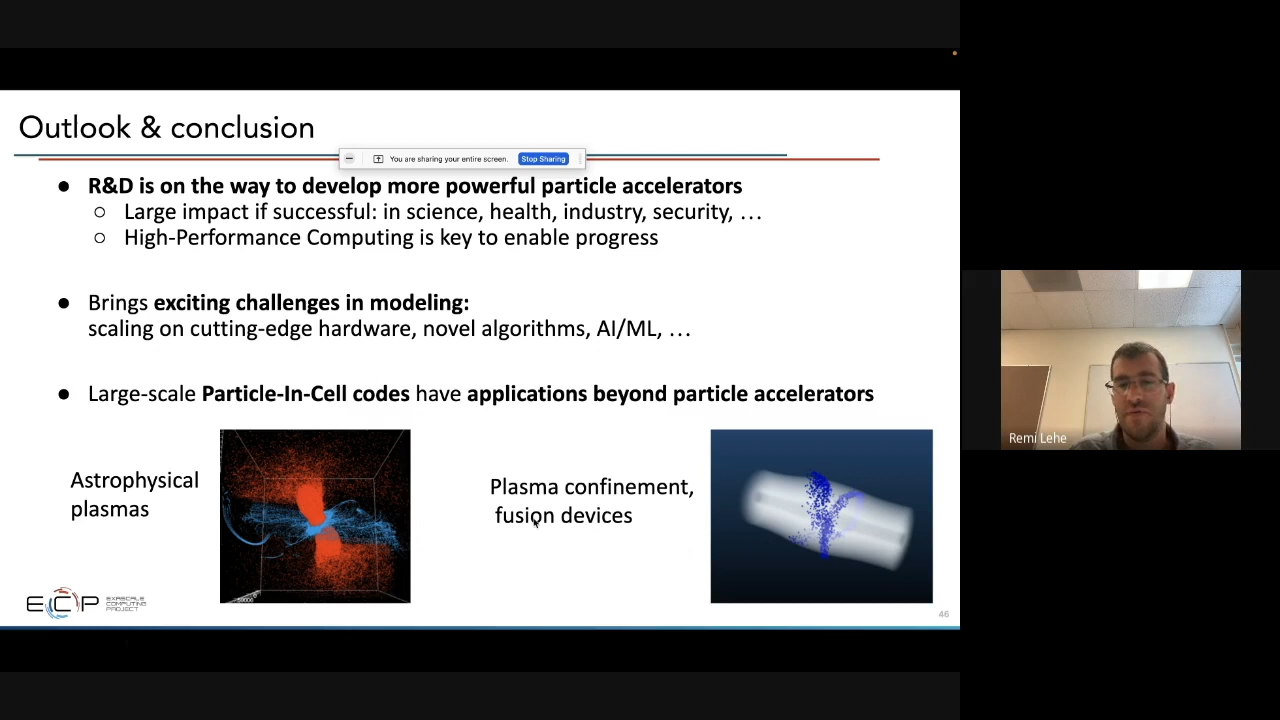 Outlook & conclusion
You are sharing your entire screen. Stop Sharing
● R&D is on the way to develop more powerful particle accelerators
○ Large impact if successful: in science, health, industry, security, …
○ High-Performance Computing is key to enable progress
● Brings exciting challenges in modeling:
scaling on cutting-edge hardware, novel algorithms, AI/ML, …
● Large-scale Particle-In-Cell codes have applications beyond particle accelerators
Astrophysical
plasmas
Plasma confinement,
fusion devices
Remi Lehe
ECP
EXASCALE
COMPUTING
PROJECT
46